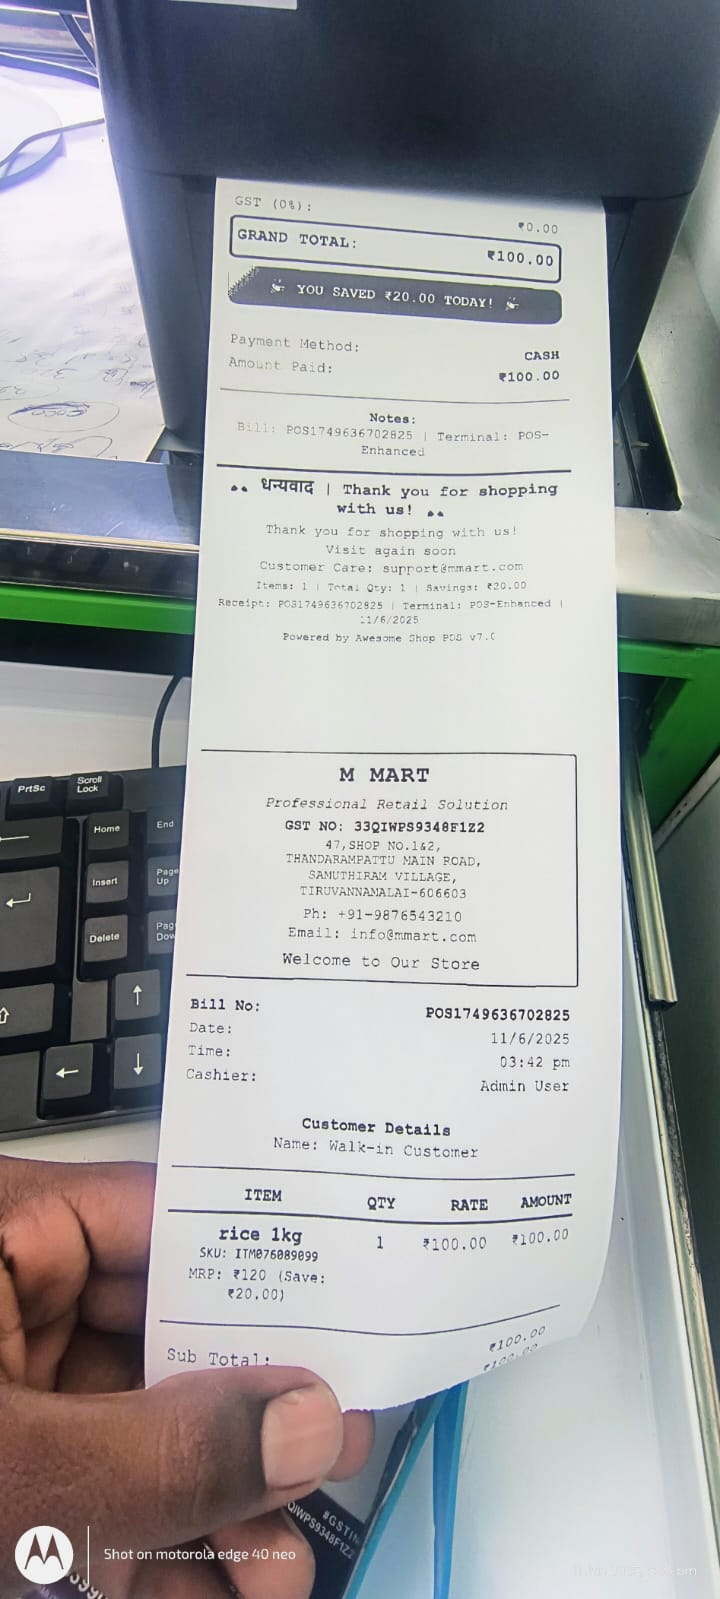 GST (0%): ₹0.00
GRAND TOTAL: ₹100.00
YOU SAVED ₹20.00 TODAY!
Payment Method: CASH
Amount Paid: ₹100.00
Notes:
Bill: POS1749636702825 | Terminal: POS-
Enhanced
धन्यवाद | Thank you for shopping
with us!
Thank you for shopping with us!
Visit again soon
Customer Care: support@mmart.com
Items: 1 | Total Qty: 1 | Savings: ₹20.00
Receipt: POS1749636702825 | Terminal: POS-Enhanced |
11/6/2025
Powered by Awesome Shop POS v7.0
M MART
Professional Retail Solution
GST NO: 33QIWPS9348F1Z2
47,SHOP NO.1&2,
THANDARAMPATTU MAIN ROAD,
SAMUTHIRAM VILLAGE,
TIRUVANNAMALAI-606603
Ph: +91-9876543210
Email: info@mmart.com
Welcome to Our Store
Bill No: POS1749636702825
Date: 11/6/2025
Time: 03:42 pm
Cashier: Admin User
Customer Details
Name: Walk-in Customer
ITEM QTY RATE AMOUNT
rice 1kg 1 ₹100.00 ₹100.00
SKU: ITM076089099
MRP: ₹120 (Save:
₹20.00)
Sub Total: ₹100.00
₹100.00
PrtSc
Scroll
Lock
Home
End
Insert
Page
Up
Delete
#GSTIN
QIWPS9348F1Z2
Shot on motorola edge 40 neo